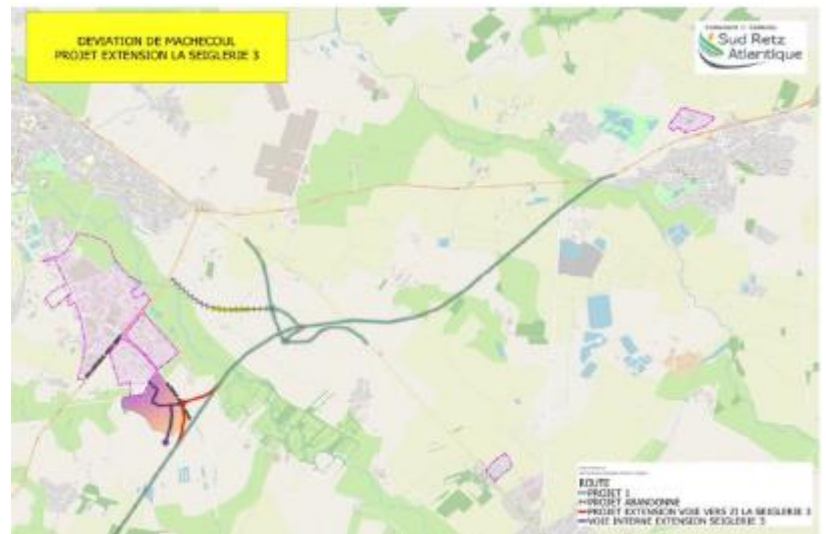 DEVIATION DE MACHECOUL
PROJET EXTENSION LA SEIGLERIE 3
Sud Retz
Atlantique
ROUTE
PROJET 1
PROJET ABANDONNE
PROJET EXTENSION VOIE VERS ZI LA SEIGLERIE 3
VOIE INTERNE EXTENSION SEIGLERIE 3